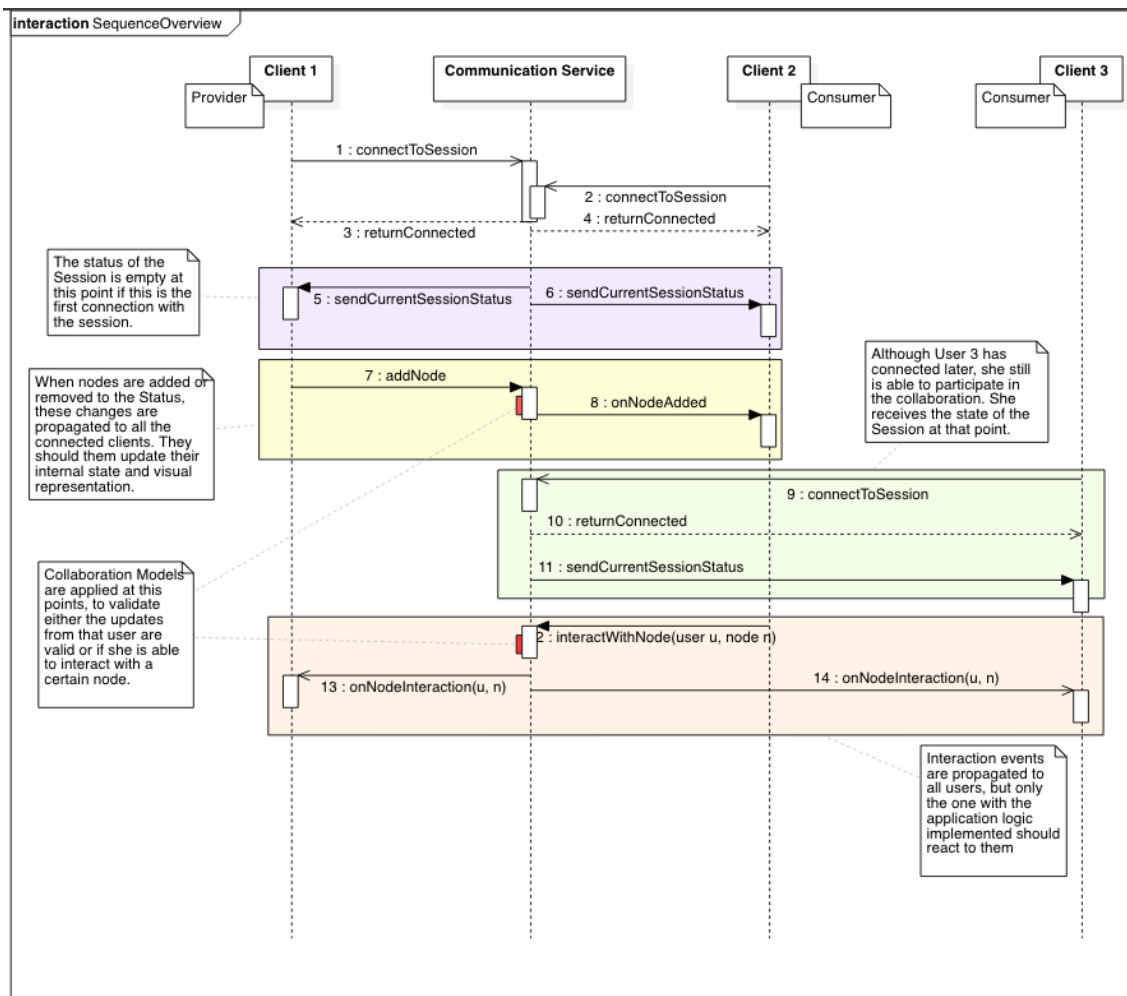 interaction SequenceOverview
Client 1
Communication Service
Client 2
Client 3
Provider
Consumer
Consumer
1 : connectToSession
2 : connectToSession
3 : returnConnected
4 : returnConnected
The status of the
Session is empty at
this point if this is the
first connection with
the session.
5 : sendCurrentSessionStatus
6 : sendCurrentSessionStatus
When nodes are added or
removed to the Status,
these changes are
propagated to all the
connected clients. They
should them update their
internal state and visual
representation.
7 : addNode
8 : onNodeAdded
Although User 3 has
connected later, she still
is able to participate in
the collaboration. She
receives the state of the
Session at that point.
9 : connectToSession
10 : returnConnected
11 : sendCurrentSessionStatus
Collaboration Models
are applied at this
points, to validate
either the updates
from that user are
valid or if she is able
to interact with a
certain node.
2 : interactWithNode(user u, node n)
13 : onNodeInteraction(u, n)
14 : onNodeInteraction(u, n)
Interaction events
are propagated to
all users, but only
the one with the
application logic
implemented should
react to them